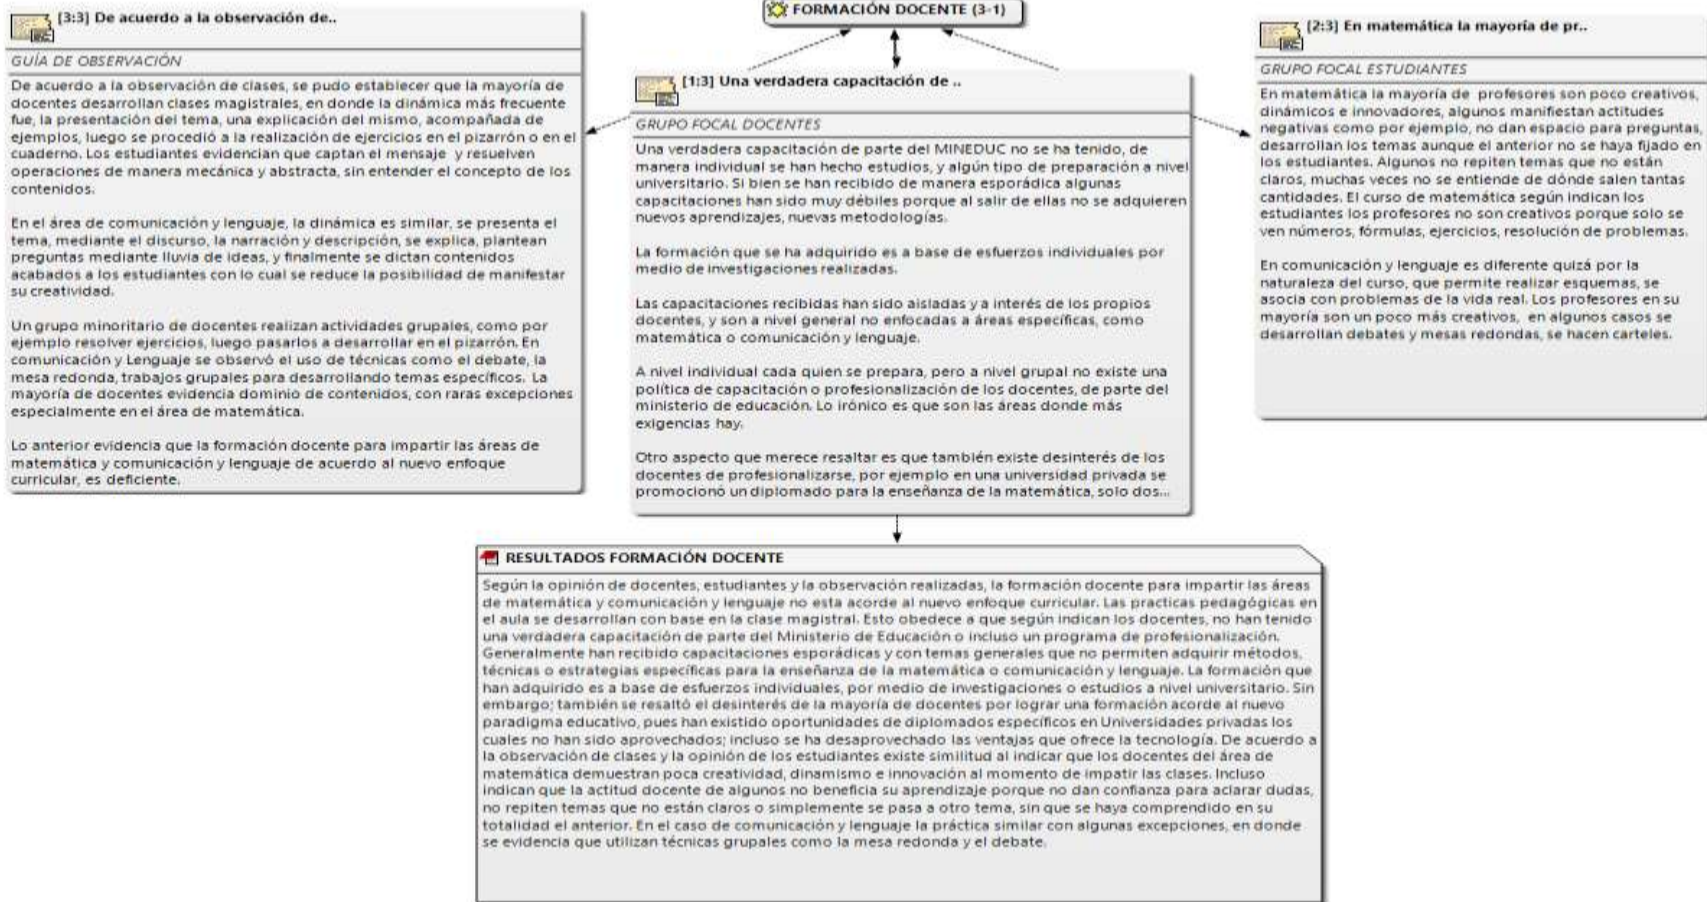 FORMACIÓN DOCENTE (3-1)
[3:3] De acuerdo a la observación de..
GUÍA DE OBSERVACIÓN
De acuerdo a la observación de clases, se pudo establecer que la mayoría de
docentes desarrollan clases magistrales, en donde la dinámica más frecuente
fue, la presentación del tema, una explicación del mismo, acompañada de
ejemplos, luego se procedió a la realización de ejercicios en el pizarrón o en el
cuaderno. Los estudiantes evidencian que captan el mensaje y resuelven
operaciones de manera mecánica y abstracta, sin entender el concepto de los
contenidos.
En el área de comunicación y lenguaje, la dinámica es similar, se presenta el
tema, mediante el discurso, la narración y descripción, se explica, plantean
preguntas mediante lluvia de ideas, y finalmente se dictan contenidos
acabados a los estudiantes con lo cual se reduce la posibilidad de manifestar
su creatividad.
Un grupo minoritario de docentes realizan actividades grupales, como por
ejemplo resolver ejercicios, luego pasarlos a desarrollar en el pizarrón. En
comunicación y Lenguaje se observó el uso de técnicas como el debate, la
mesa redonda, trabajos grupales para desarrollando temas específicos. La
mayoría de docentes evidencia dominio de contenidos, con raras excepciones
especialmente en el área de matemática.
Lo anterior evidencia que la formación docente para impartir las áreas de
matemática y comunicación y lenguaje de acuerdo al nuevo enfoque
curricular, es deficiente.
[1:3] Una verdadera capacitación de ..
GRUPO FOCAL DOCENTES
Una verdadera capacitación de parte del MINEDUC no se ha tenido, de
manera individual se han hecho estudios, y algún tipo de preparación a nivel
universitario. Si bien se han recibido de manera esporádica algunas
capacitaciones han sido muy débiles porque al salir de ellas no se adquieren
nuevos aprendizajes, nuevas metodologías.
La formación que se ha adquirido es a base de esfuerzos individuales por
medio de investigaciones realizadas.
Las capacitaciones recibidas han sido aisladas y a interés de los propios
docentes, y son a nivel general no enfocadas a áreas específicas, como
matemática o comunicación y lenguaje.
A nivel individual cada quien se prepara, pero a nivel grupal no existe una
política de capacitación o profesionalización de los docentes, de parte del
ministerio de educación. Lo irónico es que son las áreas donde más
exigencias hay.
Otro aspecto que merece resaltar es que también existe desinterés de los
docentes de profesionalizarse, por ejemplo en una universidad privada se
promocionó un diplomado para la enseñanza de la matemática, solo dos...
[2:3] En matemática la mayoría de pr..
GRUPO FOCAL ESTUDIANTES
En matemática la mayoría de profesores son poco creativos,
dinámicos e innovadores, algunos manifiestan actitudes
negativas como por ejemplo, no dan espacio para preguntas,
desarrollan los temas aunque el anterior no se haya fijado en
los estudiantes. Algunos no repiten temas que no están
claros, muchas veces no se entiende de dónde salen tantas
cantidades. El curso de matemática según indican los
estudiantes los profesores no son creativos porque solo se
ven números, fórmulas, ejercicios, resolución de problemas.
En comunicación y lenguaje es diferente quizá por la
naturaleza del curso, que permite realizar esquemas, se
asocia con problemas de la vida real. Los profesores en su
mayoría son un poco más creativos, en algunos casos se
desarrollan debates y mesas redondas, se hacen carteles.
RESULTADOS FORMACIÓN DOCENTE
Según la opinión de docentes, estudiantes y la observación realizadas, la formación docente para impartir las áreas
de matemática y comunicación y lenguaje no esta acorde al nuevo enfoque curricular. Las practicas pedagógicas en
el aula se desarrollan con base en la clase magistral. Esto obedece a que según indican los docentes, no han tenido
una verdadera capacitación de parte del Ministerio de Educación o incluso un programa de profesionalización.
Generalmente han recibido capacitaciones esporádicas y con temas generales que no permiten adquirir métodos,
técnicas o estrategias específicas para la enseñanza de la matemática o comunicación y lenguaje. La formación que
han adquirido es a base de esfuerzos individuales, por medio de investigaciones o estudios a nivel universitario. Sin
embargo; también se resaltó el desinterés de la mayoría de docentes por lograr una formación acorde al nuevo
paradigma educativo, pues han existido oportunidades de diplomados específicos en Universidades privadas los
cuales no han sido aprovechados; incluso se ha desaprovechado las ventajas que ofrece la tecnología. De acuerdo a
la observación de clases y la opinión de los estudiantes existe similitud al indicar que los docentes del área de
matemática demuestran poca creatividad, dinamismo e innovación al momento de impatir las clases. Incluso
indican que la actitud docente de algunos no beneficia su aprendizaje porque no dan confianza para aclarar dudas,
no repiten temas que no están claros o simplemente se pasa a otro tema, sin que se haya comprendido en su
totalidad el anterior. En el caso de comunicación y lenguaje la práctica similar con algunas excepciones, en donde
se evidencia que utilizan técnicas grupales como la mesa redonda y el debate.